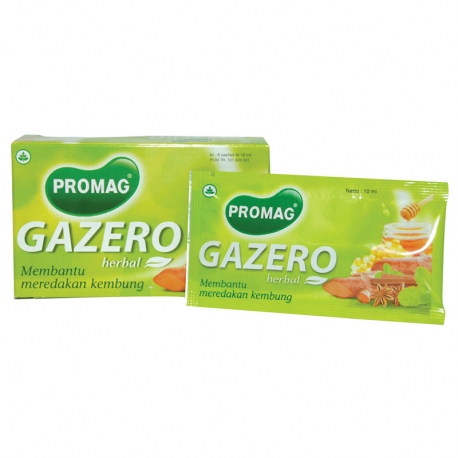 PROMAG
GAZERO
herbal
Membantu
meredakan kembung
Netto : 10 ml
PROMAG
GAZERO
herbal
Membantu
meredakan kembung